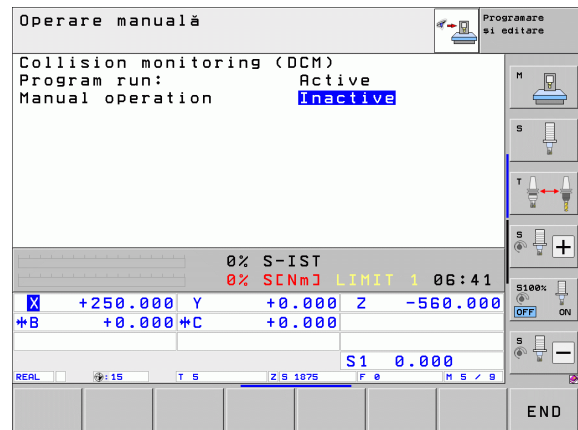 Operare manuală
Programare
si editare
Collision monitoring (DCM)
Program run: Active
Manual operation Inactive
M
S
T
S
S100%
OFF ON
S
0% S-IST
0% S[Nm] LIMIT 1 06:41
X +250.000 Y +0.000 Z -560.000
B +0.000 C +0.000
S1 0.000
REAL : 15 T 5 Z S 1875 F 0 M 5 / 9
END